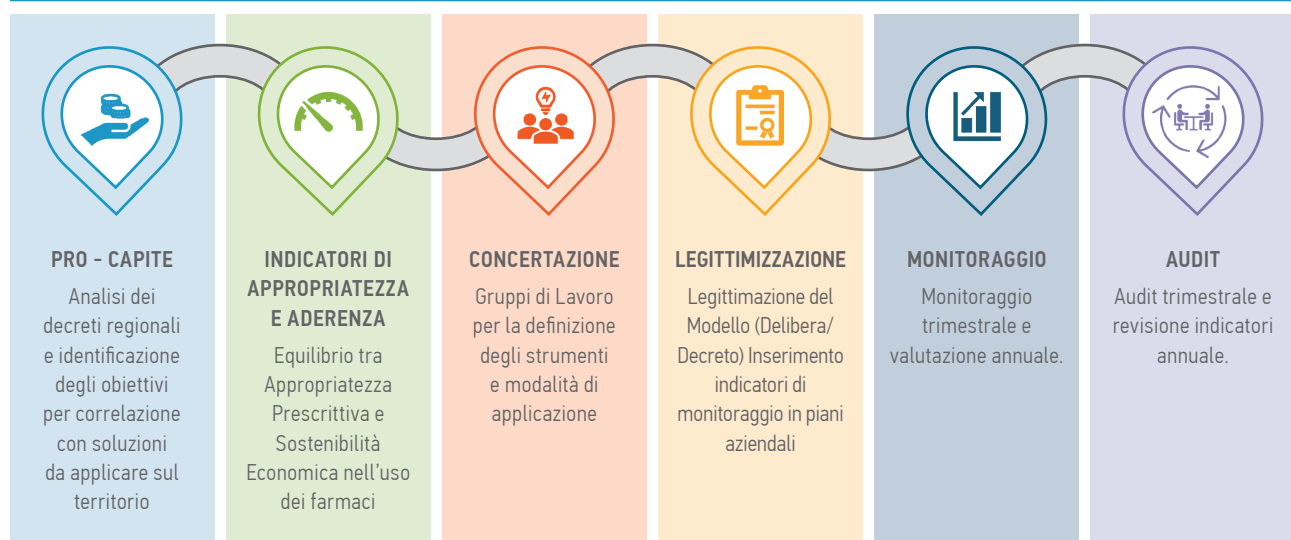 PRO - CAPITE
Analisi dei
decreti regionali
e identificazione
degli obiettivi
per correlazione
con soluzioni
da applicare sul
territorio
INDICATORI DI
APPROPRIATEZZA
E ADERENZA
Equilibrio tra
Appropriatezza
Prescrittiva e
Sostenibilità
Economica nell'uso
dei farmaci
CONCERTAZIONE
Gruppi di Lavoro
per la definizione
degli strumenti
e modalità di
applicazione
LEGITTIMIZZAZIONE
Legittimazione del
Modello (Delibera/
Decreto) Inserimento
indicatori di
monitoraggio in piani
aziendali
MONITORAGGIO
Monitoraggio
trimestrale e
valutazione annuale.
AUDIT
Audit trimestrale e
revisione indicatori
annuale.